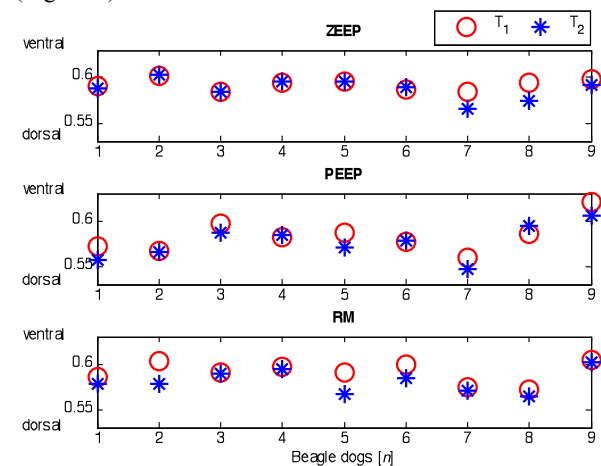 ZEEP
T1 T2
ventral
0.6
0.55
dorsal
1 2 3 4 5 6 7 8 9
PEEP
ventral
0.6
0.55
dorsal
1 2 3 4 5 6 7 8 9
RM
ventral
0.6
0.55
dorsal
1 2 3 4 5 6 7 8 9
Beagle dogs [n]